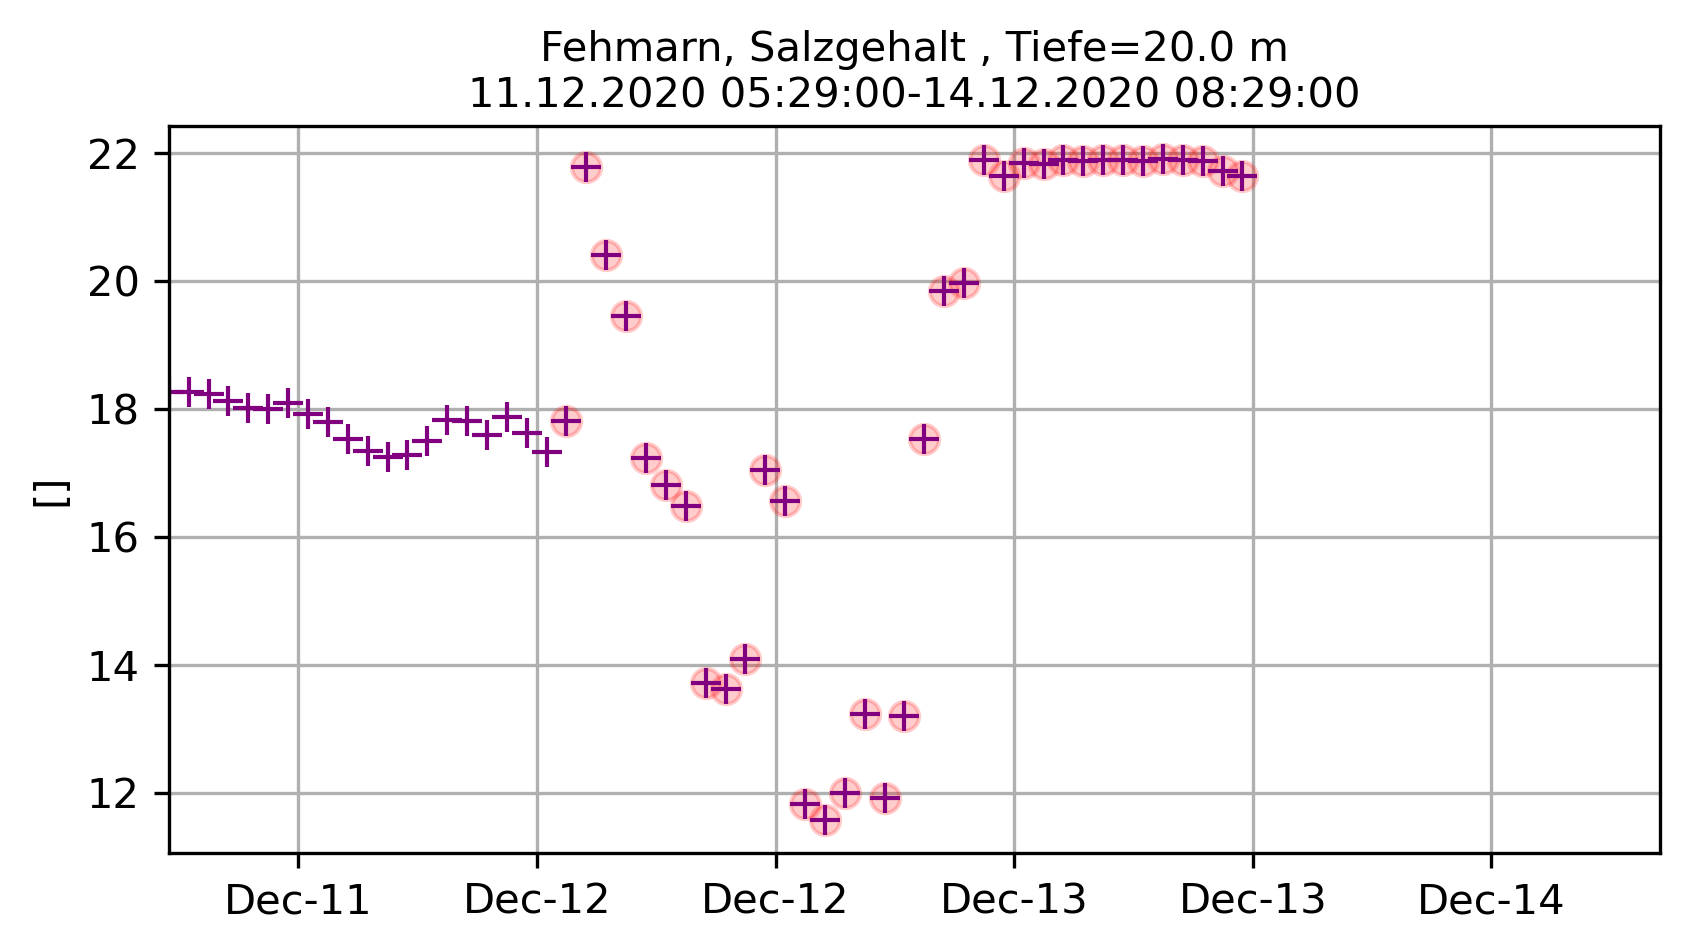 Fehmarn, Salzgehalt , Tiefe=20.0 m
11.12.2020 05:29:00-14.12.2020 08:29:00
22
20
18
16
14
12
[]
Dec-11 Dec-12 Dec-12 Dec-13 Dec-13 Dec-14